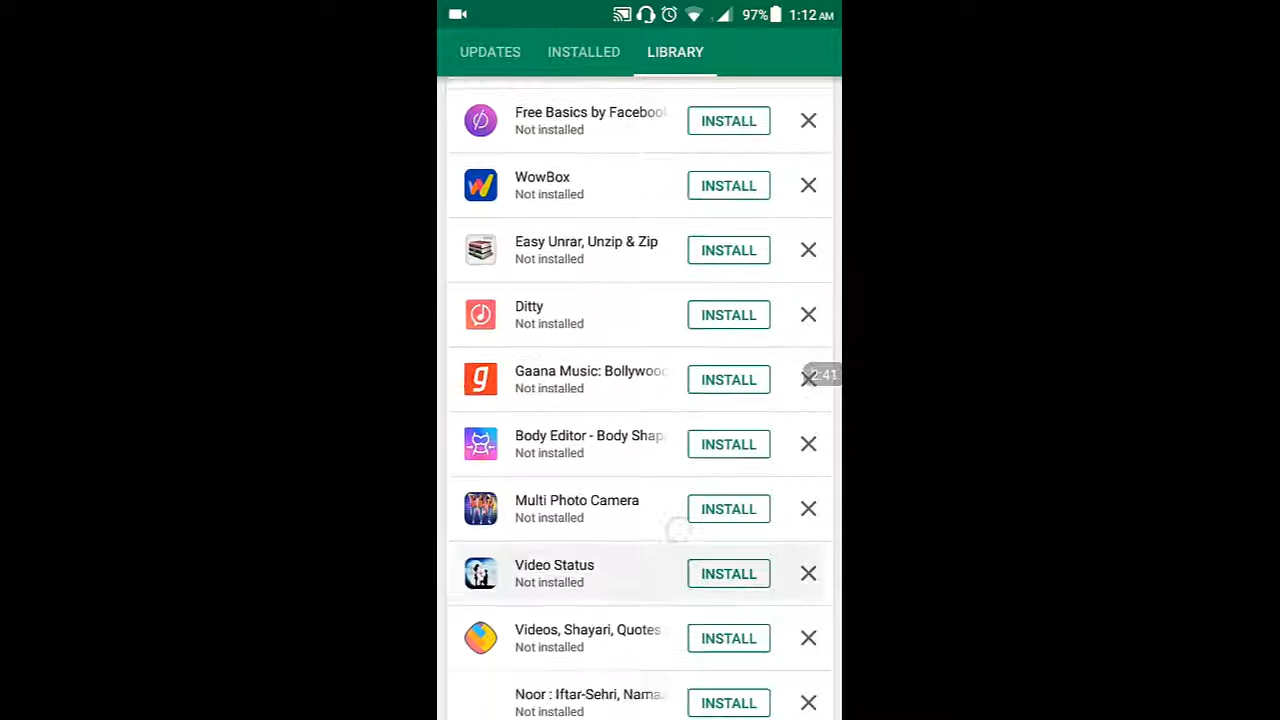 97% 1:12 AM
UPDATES INSTALLED LIBRARY
Free Basics by Facebook
Not installed
INSTALL
WowBox
Not installed
INSTALL
Easy Unrar, Unzip & Zip
Not installed
INSTALL
Ditty
Not installed
INSTALL
Gaana Music: Bollywood
Not installed
INSTALL
2:41
Body Editor - Body Shap
Not installed
INSTALL
Multi Photo Camera
Not installed
INSTALL
Video Status
Not installed
INSTALL
Videos, Shayari, Quotes
Not installed
INSTALL
Noor : Iftar-Sehri, Nama
Not installed
INSTALL